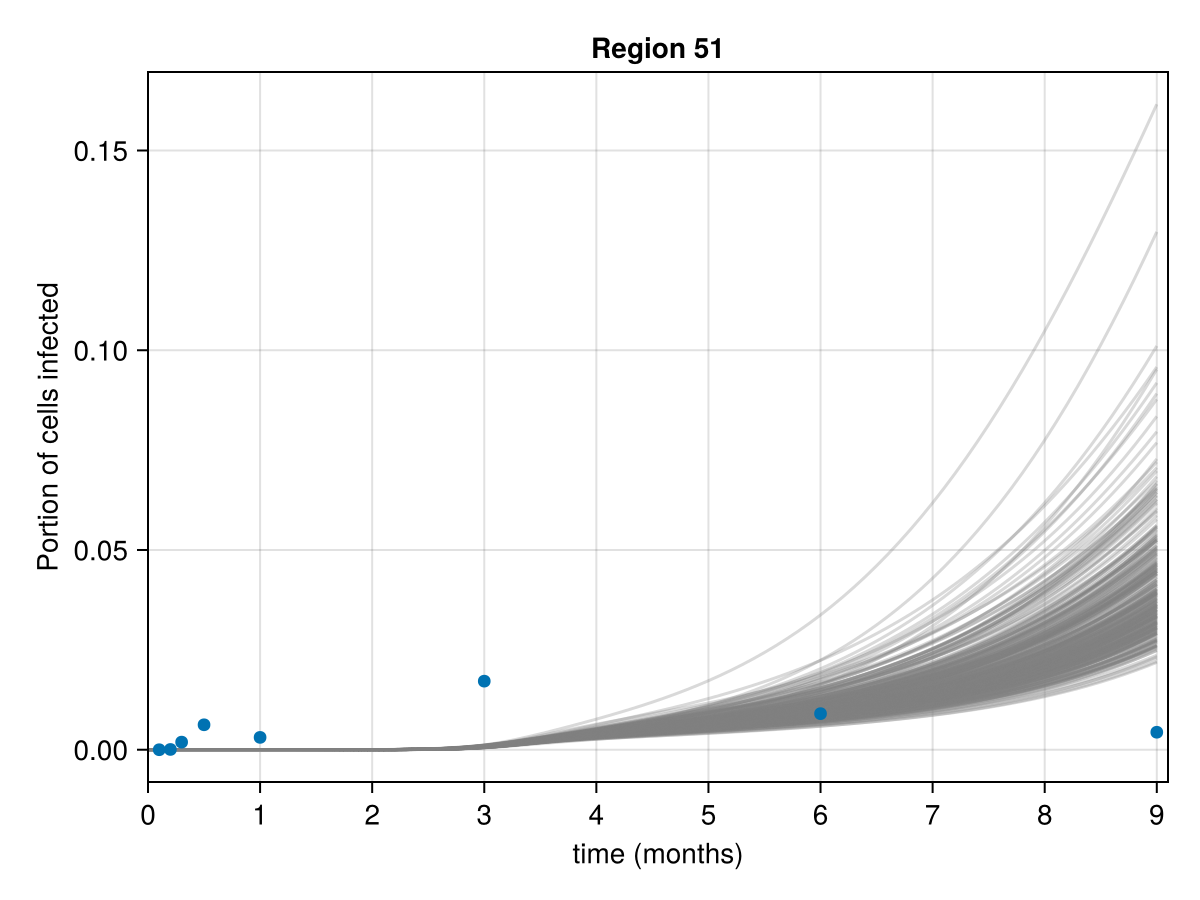 Region 51
Portion of cells infected
0.15
0.10
0.05
0.00
0 1 2 3 4 5 6 7 8 9
time (months)